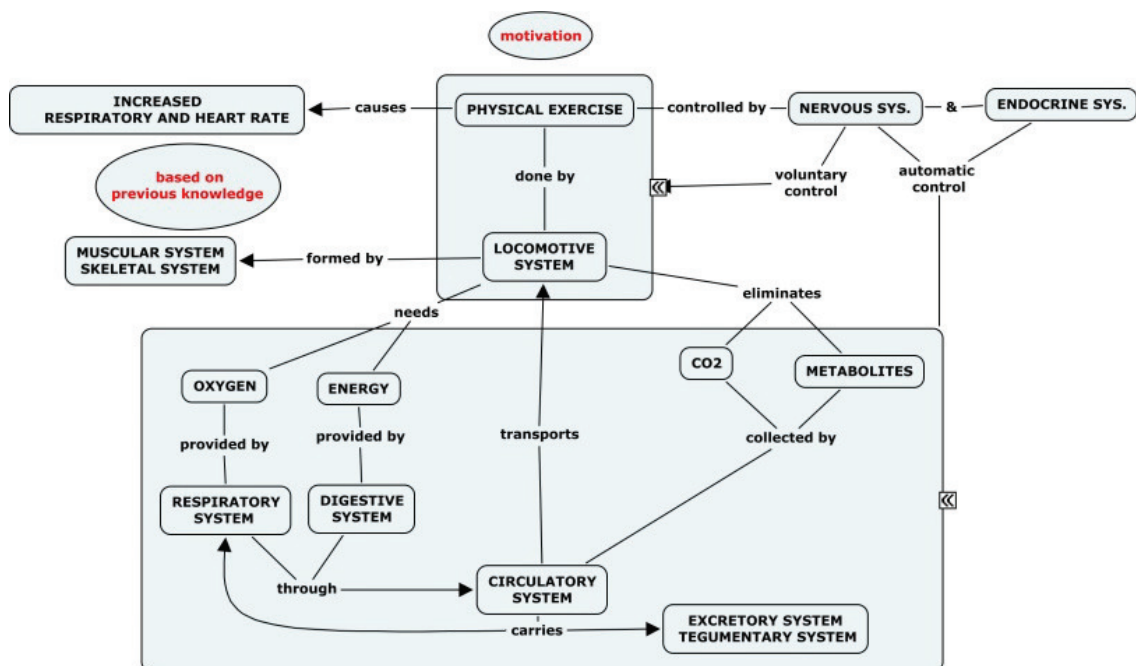 motivation
INCREASED
RESPIRATORY AND HEART RATE
causes
PHYSICAL EXERCISE
controlled by
NERVOUS SYS.
&
ENDOCRINE SYS.
based on
previous knowledge
done by
voluntary
control
automatic
control
MUSCULAR SYSTEM
SKELETAL SYSTEM
formed by
LOCOMOTIVE
SYSTEM
needs
eliminates
OXYGEN
ENERGY
CO2
METABOLITES
provided by
provided by
transports
collected by
RESPIRATORY
SYSTEM
DIGESTIVE
SYSTEM
through
CIRCULATORY
SYSTEM
carries
EXCRETORY SYSTEM
TEGUMENTARY SYSTEM